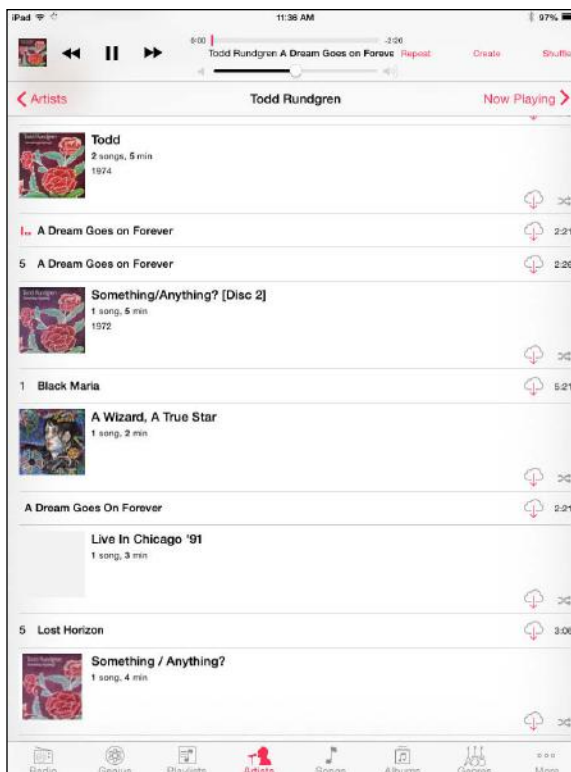 iPad 11:36 AM 97%
0:00 -2:26
Todd Rundgren A Dream Goes on Foreve Repeat Create Shuffle
Artists Todd Rundgren Now Playing
Todd
2 songs, 5 min
1974
A Dream Goes on Forever 2:21
5 A Dream Goes on Forever 2:26
Something/Anything? [Disc 2]
1 song, 5 min
1972
1 Black Maria 5:21
A Wizard, A True Star
1 song, 2 min
A Dream Goes On Forever 2:21
Live In Chicago '91
1 song, 3 min
5 Lost Horizon 3:06
Something / Anything?
1 song, 4 min
Radio Genius Playlists Artists Songs Albums Genres More